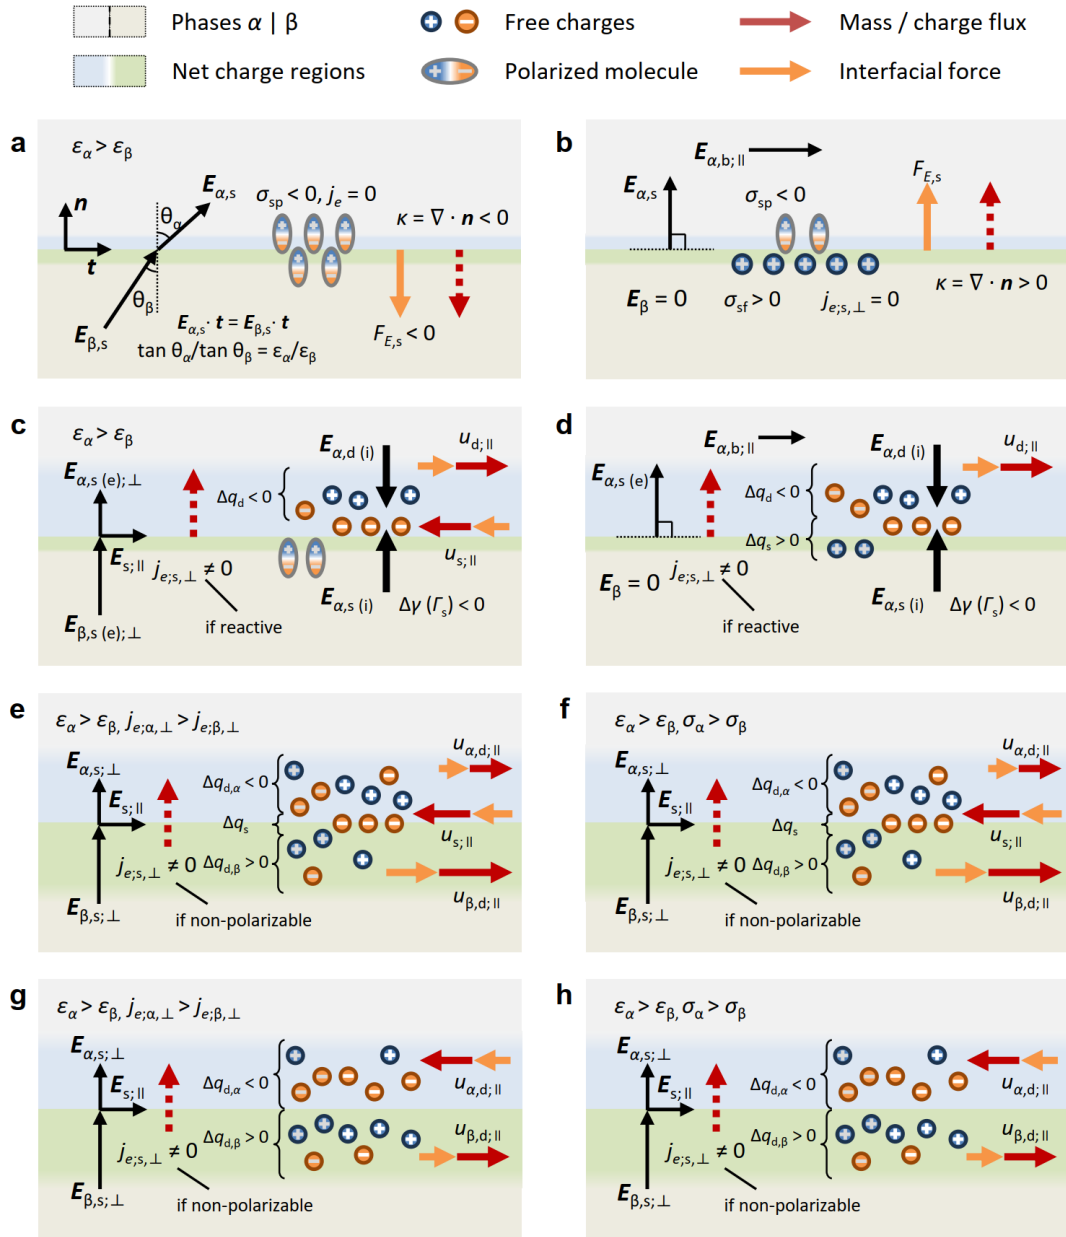 Phases α | β
Free charges
Mass / charge flux
Net charge regions
Polarized molecule
Interfacial force
a
εα > εβ
n
t
Eα,s
θα
θβ
Eβ,s
σsp < 0, je = 0
κ = ∇ · n < 0
Eα,s · t = Eβ,s · t
tan θα/tan θβ = εα/εβ
FE,s < 0
b
Eα,b; ||
Eα,s
σsp < 0
FE,s
κ = ∇ · n > 0
Eβ = 0
σsf > 0
je;s,⊥ = 0
c
εα > εβ
Eα,s (e);⊥
Es;||
Eβ,s (e);⊥
je;s,⊥ ≠ 0
if reactive
Δqd < 0
Eα,d (i)
ud; ||
us; ||
Eα,s (i)
Δγ (Γs) < 0
d
Eα,b; ||
Eα,s (e)
Eβ = 0
je;s,⊥ ≠ 0
if reactive
Δqd < 0
Δqs > 0
Eα,d (i)
ud; ||
Eα,s (i)
Δγ (Γs) < 0
e
εα > εβ, je;α,⊥ > je;β,⊥
Eα,s;⊥
Es; ||
Eβ,s;⊥
je;s,⊥ ≠ 0
if non-polarizable
Δqd,α < 0
Δqs
Δqd,β > 0
uα,d; ||
us; ||
uβ,d; ||
f
εα > εβ, σα > σβ
Eα,s;⊥
Es; ||
Eβ,s;⊥
je;s,⊥ ≠ 0
if non-polarizable
Δqd,α < 0
Δqs
Δqd,β > 0
uα,d; ||
us; ||
uβ,d; ||
g
εα > εβ, je;α,⊥ > je;β,⊥
Eα,s;⊥
Es; ||
Eβ,s;⊥
je;s,⊥ ≠ 0
if non-polarizable
Δqd,α < 0
Δqd,β > 0
uα,d; ||
uβ,d; ||
h
εα > εβ, σα > σβ
Eα,s;⊥
Es; ||
Eβ,s;⊥
je;s,⊥ ≠ 0
if non-polarizable
Δqd,α < 0
Δqd,β > 0
uα,d; ||
uβ,d; ||